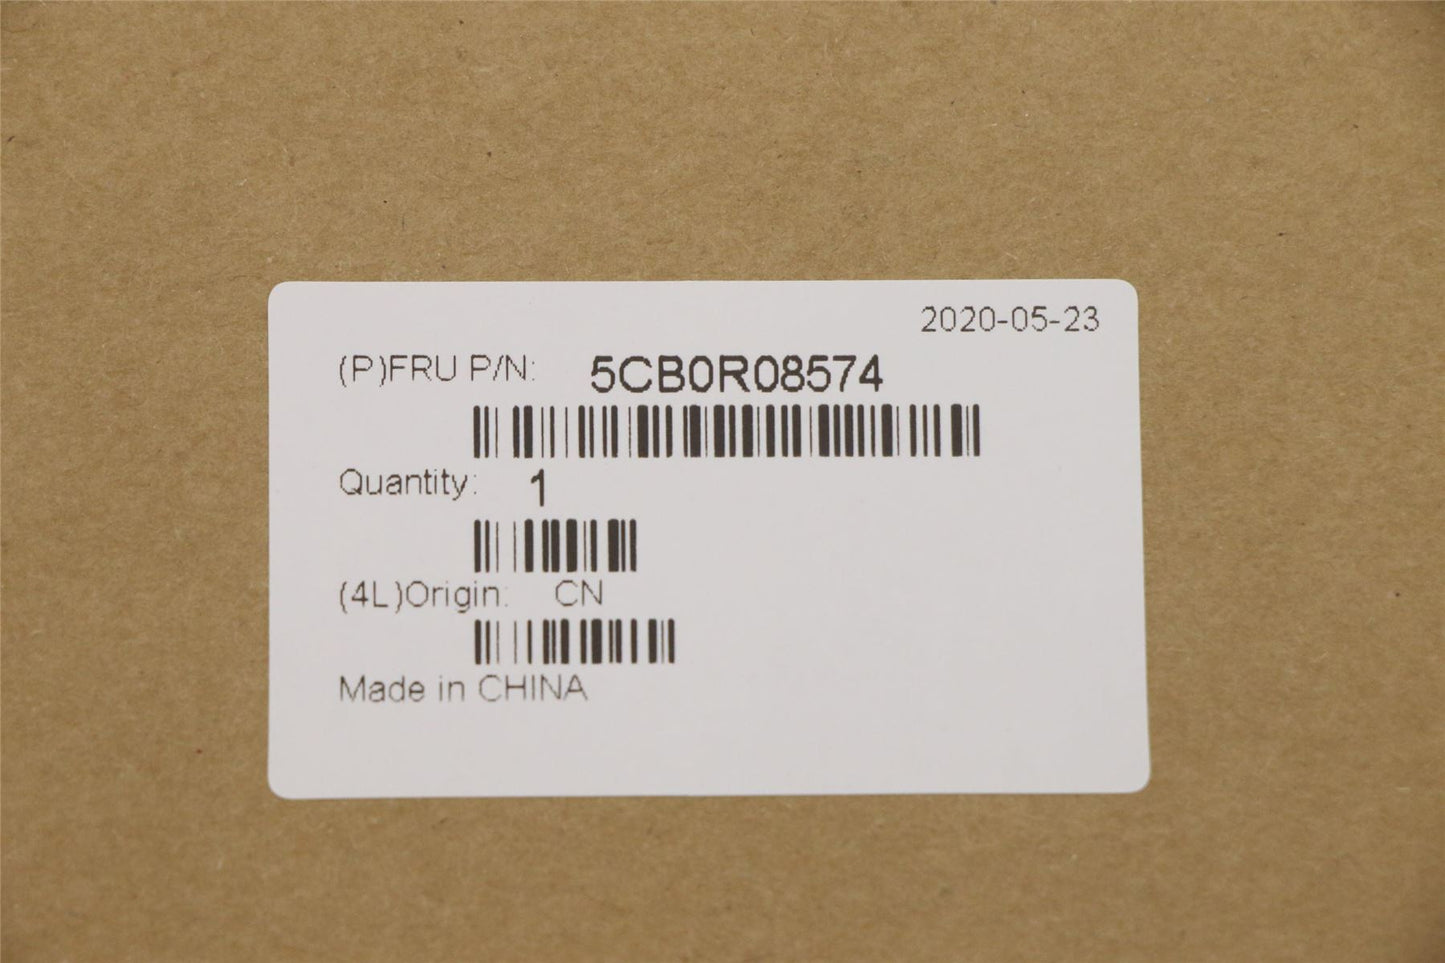 2020-05-23
(P)FRU P/N: 5CB0R08574
Quantity: 1
(4L)Origin: CN
Made in CHINA